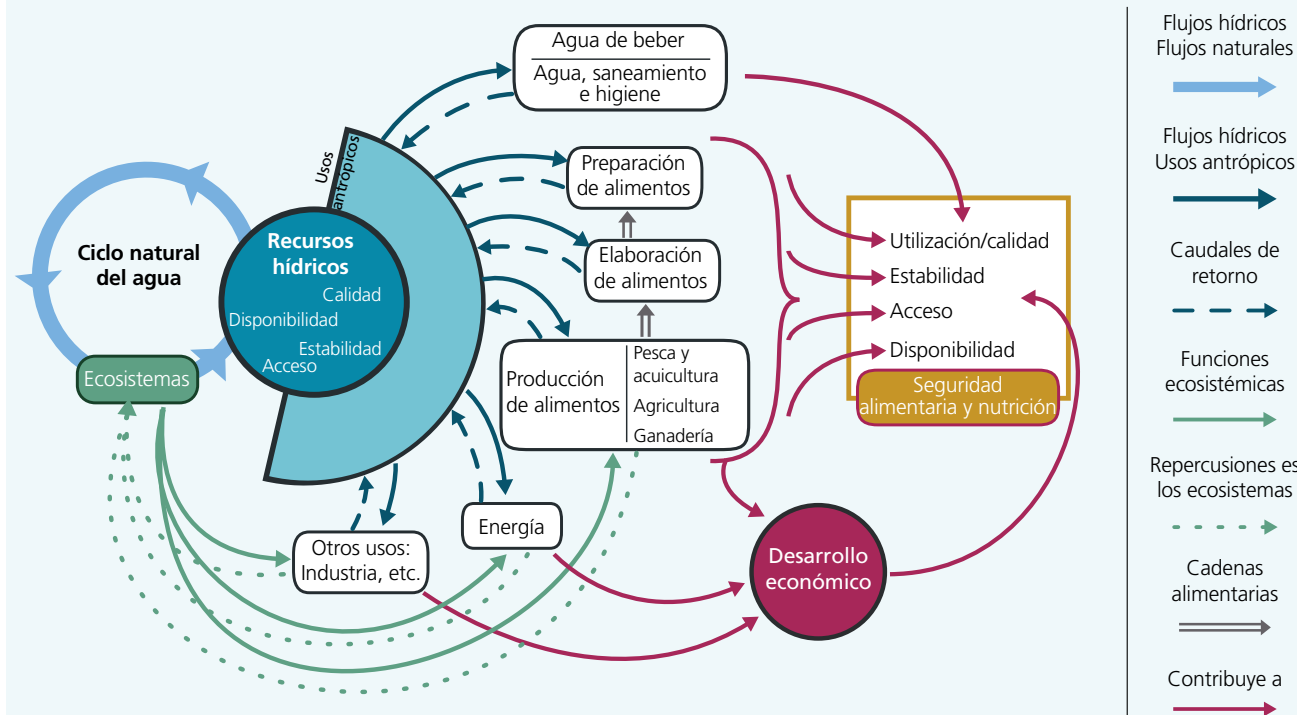 Agua de beber
Agua, saneamiento
e higiene
Usos
antrópicos
Preparación
de alimentos
Ciclo natural
del agua
Recursos
hídricos
Calidad
Disponibilidad
Estabilidad
Acceso
Elaboración
de alimentos
Utilización/calidad
Estabilidad
Acceso
Disponibilidad
Seguridad
alimentaria y nutrición
Ecosistemas
Producción
de alimentos
Pesca y
acuicultura
Agricultura
Ganadería
Energía
Otros usos:
Industria, etc.
Desarrollo
económico
Flujos hídricos
Flujos naturales
Flujos hídricos
Usos antrópicos
Caudales de
retorno
Funciones
ecosistémicas
Repercusiones es
los ecosistemas
Cadenas
alimentarias
Contribuye a